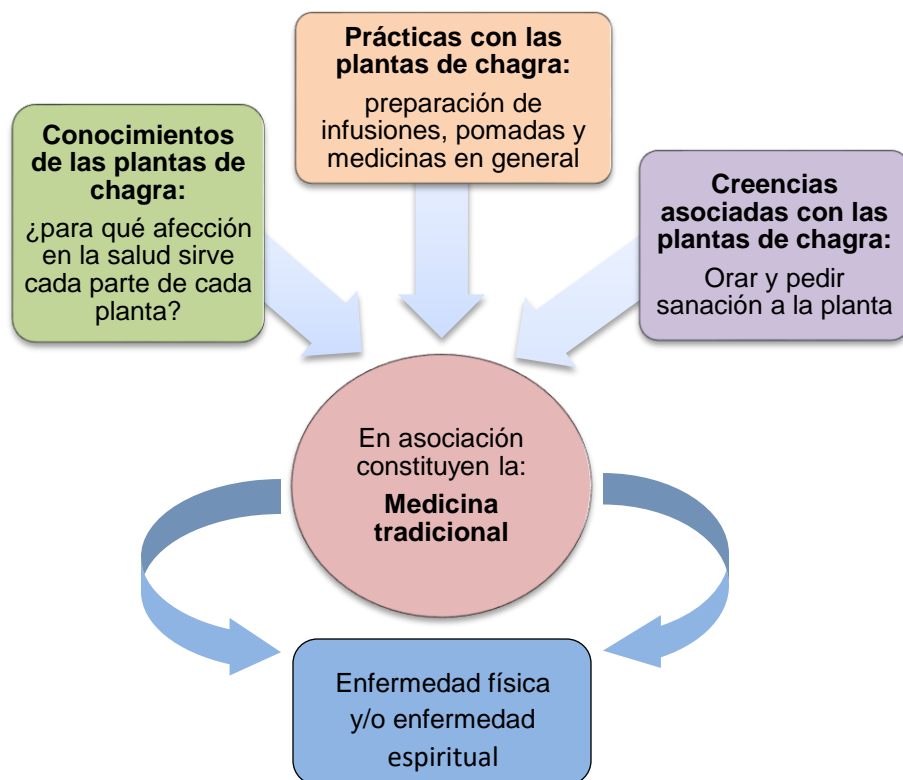 Conocimientos
de las plantas de
chagra:
¿para qué afección
en la salud sirve
cada parte de cada
planta?
Prácticas con las
plantas de chagra:
preparación de
infusiones, pomadas y
medicinas en general
Creencias
asociadas con las
plantas de chagra:
Orar y pedir
sanación a la planta
En asociación
constituyen la:
Medicina
tradicional
Enfermedad física
y/o enfermedad
espiritual